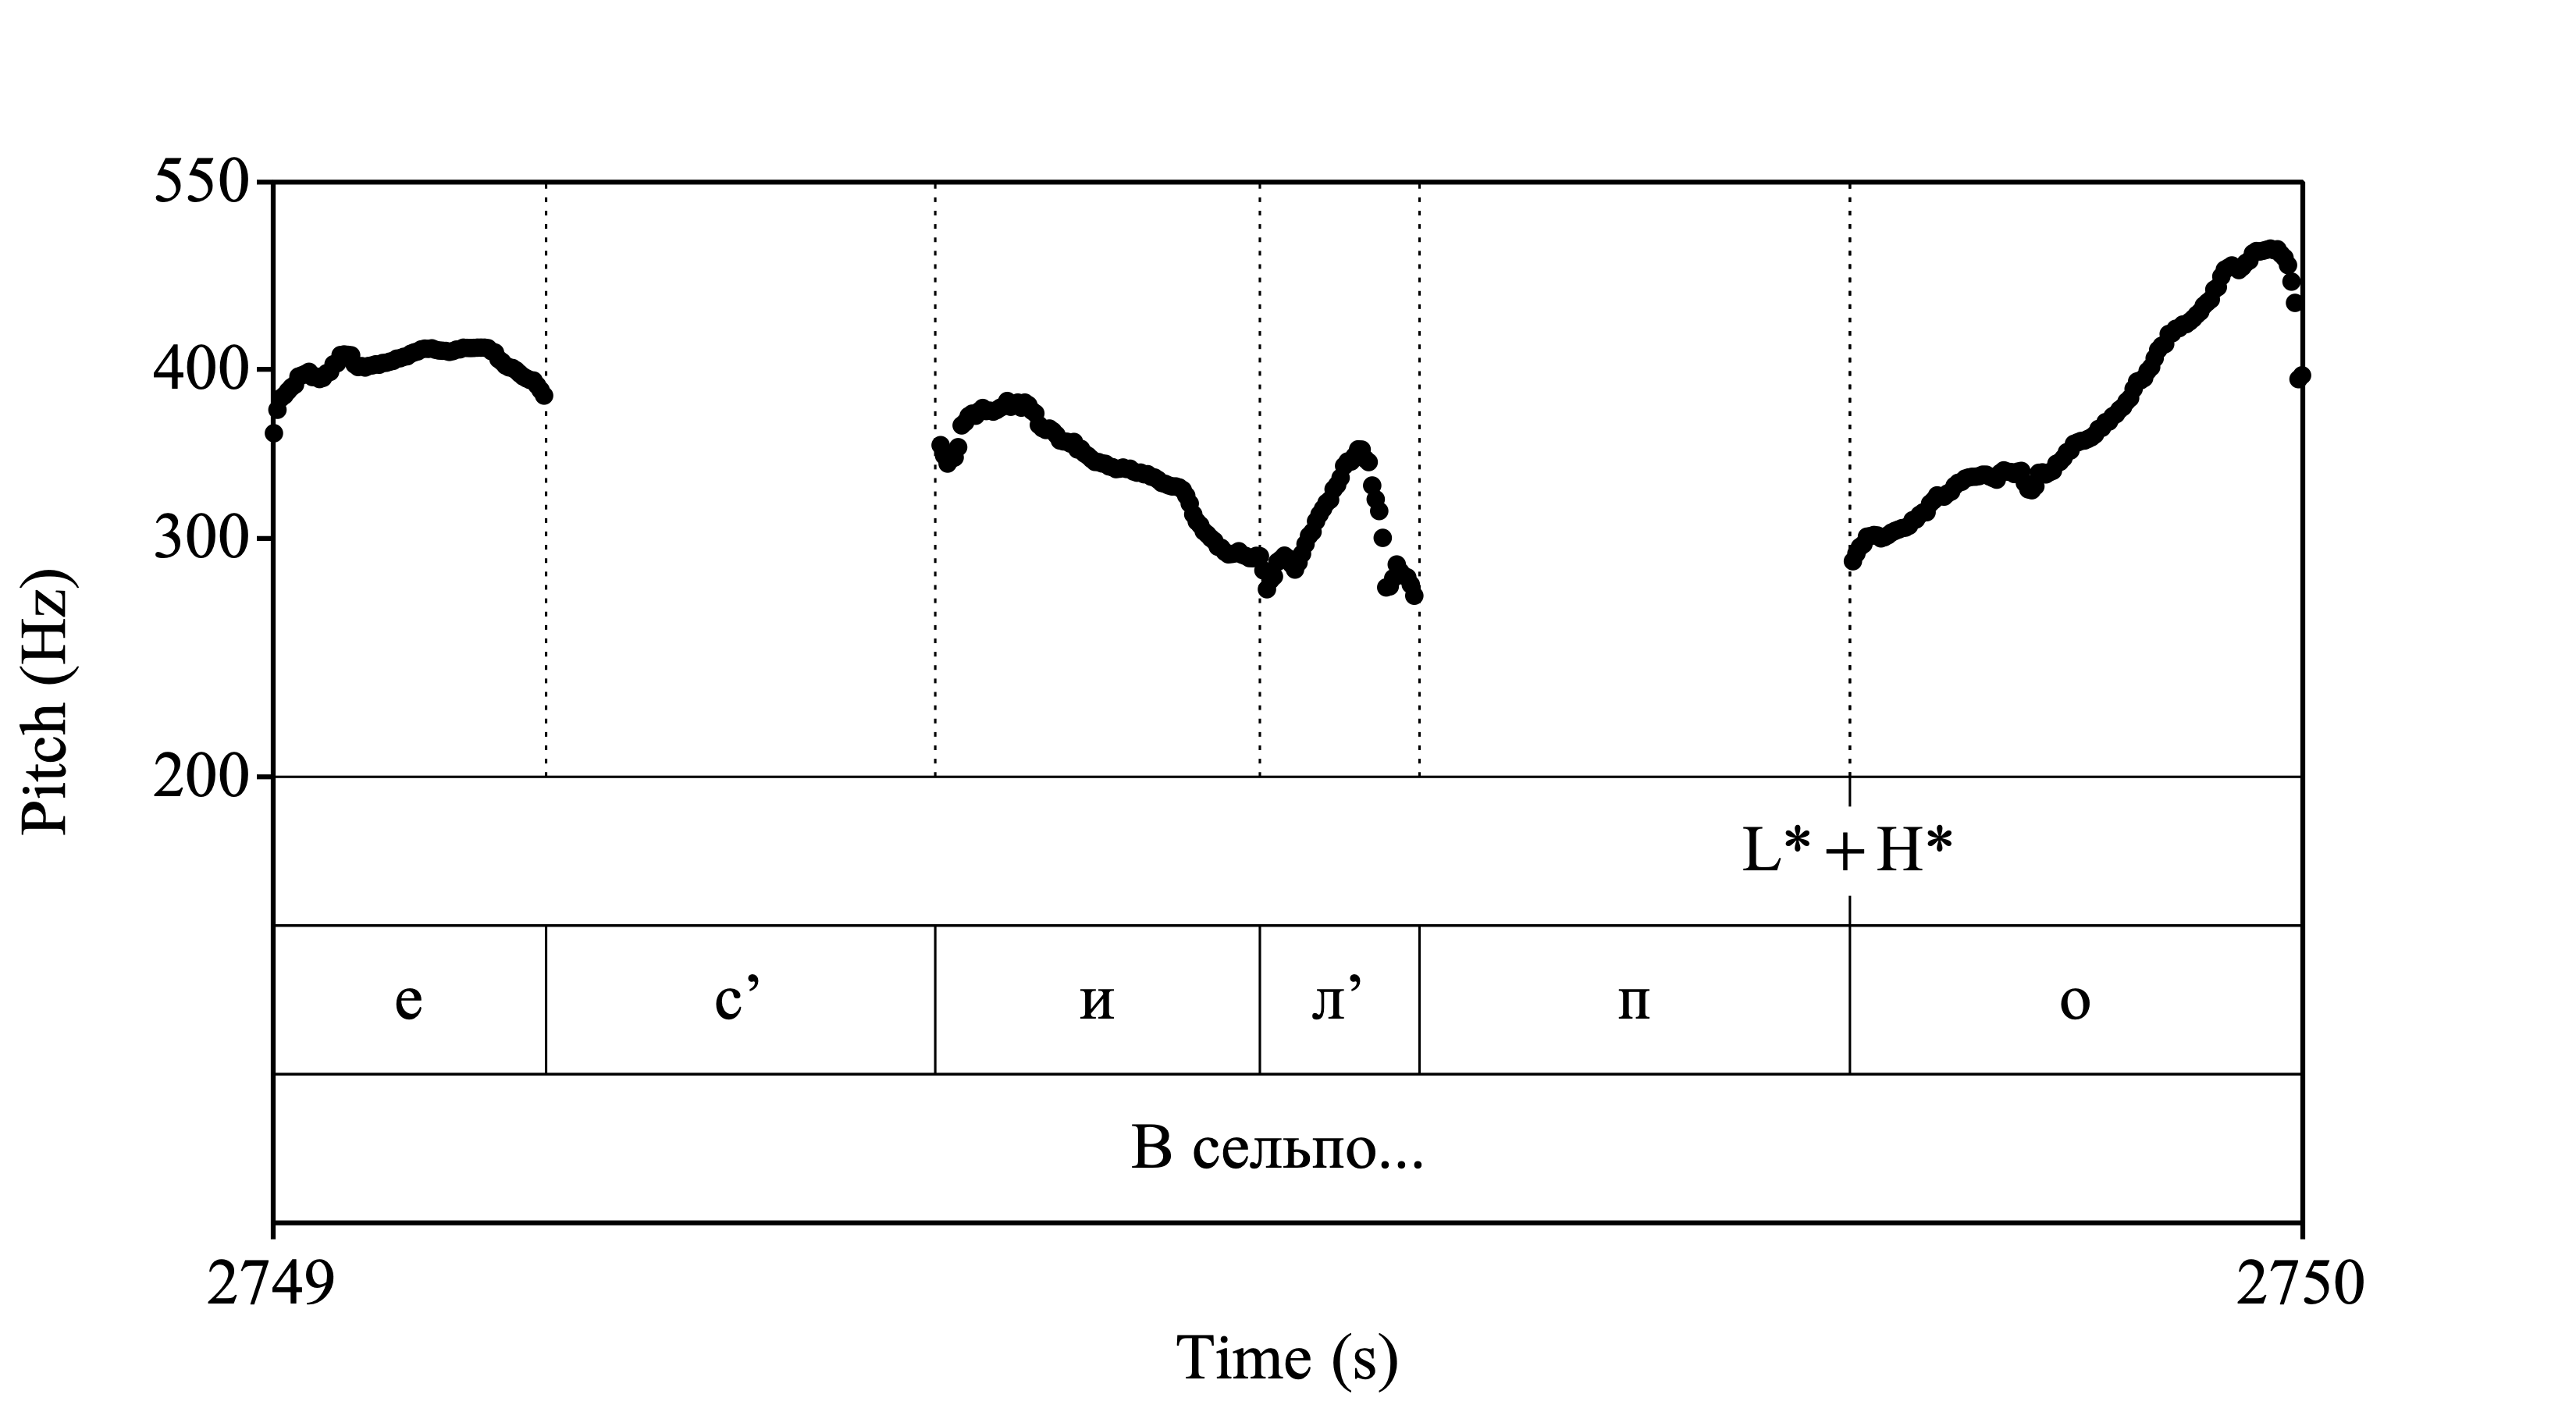 550
400
300
200
Pitch (Hz)
L*+H*
е с’ и л’ п о
В сельпо...
2749 2750
Time (s)